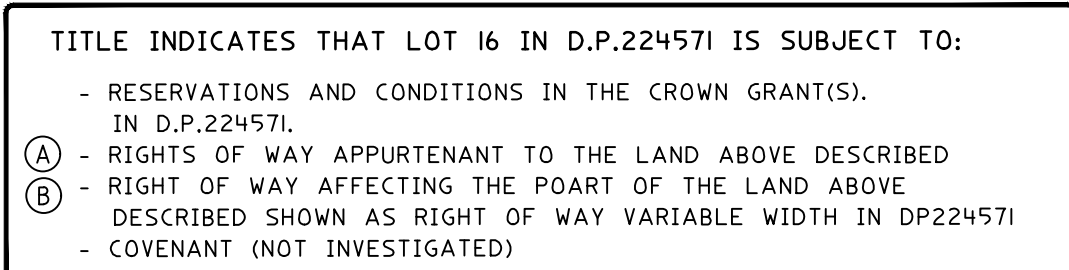 TITLE INDICATES THAT LOT 16 IN D.P.224571 IS SUBJECT TO:
- RESERVATIONS AND CONDITIONS IN THE CROWN GRANT(S).
IN D.P.224571.
(A) - RIGHTS OF WAY APPURTENANT TO THE LAND ABOVE DESCRIBED
(B) - RIGHT OF WAY AFFECTING THE POART OF THE LAND ABOVE
DESCRIBED SHOWN AS RIGHT OF WAY VARIABLE WIDTH IN DP224571
- COVENANT (NOT INVESTIGATED)